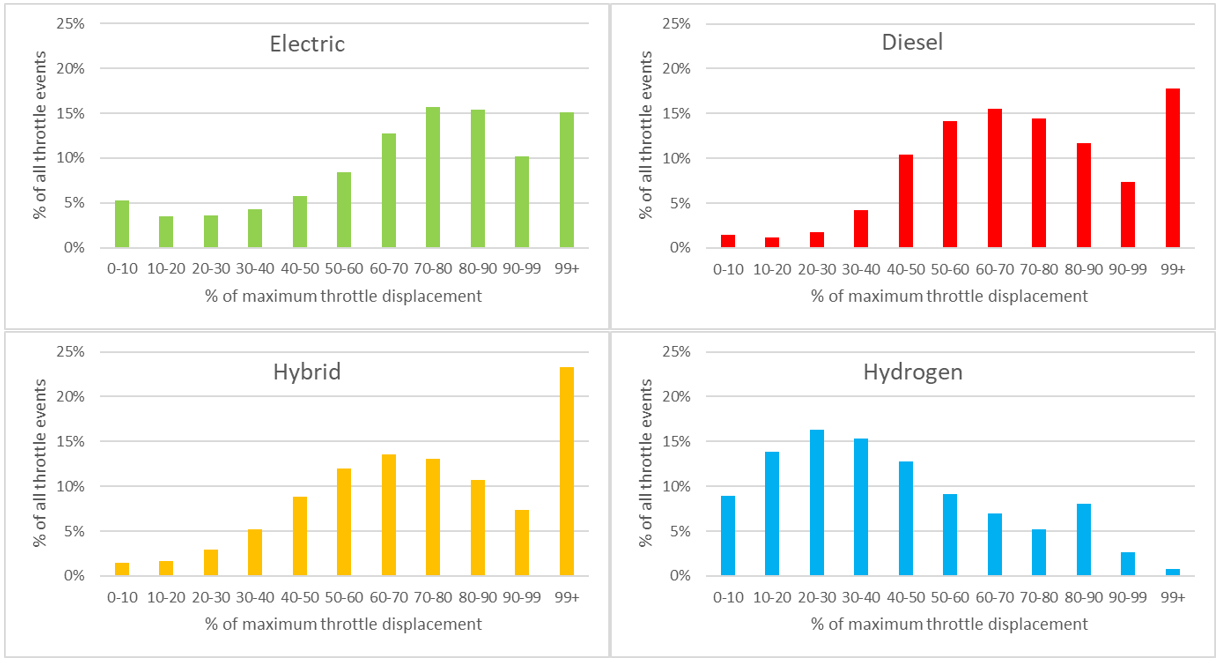 Electric
% of all throttle events
25%
20%
15%
10%
5%
0%
0-10 10-20 20-30 30-40 40-50 50-60 60-70 70-80 80-90 90-99 99+
% of maximum throttle displacement
Diesel
% of all throttle events
25%
20%
15%
10%
5%
0%
0-10 10-20 20-30 30-40 40-50 50-60 60-70 70-80 80-90 90-99 99+
% of maximum throttle displacement
Hybrid
% of all throttle events
25%
20%
15%
10%
5%
0%
0-10 10-20 20-30 30-40 40-50 50-60 60-70 70-80 80-90 90-99 99+
% of maximum throttle displacement
Hydrogen
% of all throttle events
25%
20%
15%
10%
5%
0%
0-10 10-20 20-30 30-40 40-50 50-60 60-70 70-80 80-90 90-99 99+
% of maximum throttle displacement